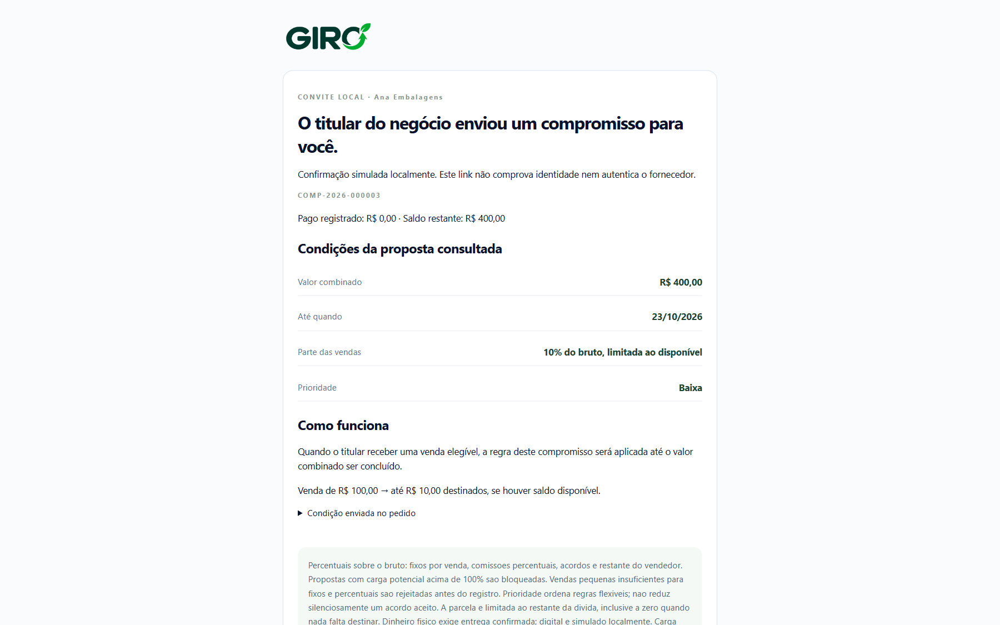 GIRO
CONVITE LOCAL · Ana Embalagens
O titular do negócio enviou um compromisso para
você.
Confirmação simulada localmente. Este link não comprova identidade nem autentica o fornecedor.
COMP-2026-000003
Pago registrado: R$ 0,00 · Saldo restante: R$ 400,00
Condições da proposta consultada
Valor combinado R$ 400,00
Até quando 23/10/2026
Parte das vendas 10% do bruto, limitada ao disponível
Prioridade Baixa
Como funciona
Quando o titular receber uma venda elegível, a regra deste compromisso será aplicada até o valor
combinado ser concluído.
Venda de R$ 100,00 → até R$ 10,00 destinados, se houver saldo disponível.
▶ Condição enviada no pedido
Percentuais sobre o bruto: fixos por venda, comissoes percentuais, acordos e restante do vendedor.
Propostas com carga potencial acima de 100% sao bloqueadas. Vendas pequenas insuficientes para
fixos e percentuais sao rejeitadas antes do registro. Prioridade ordena regras flexiveis; nao reduz
silenciosamente um acordo aceito. A parcela e limitada ao restante da divida, inclusive a zero quando
nada falta destinar. Dinheiro fisico exige entrega confirmada; digital e simulado localmente. Carga